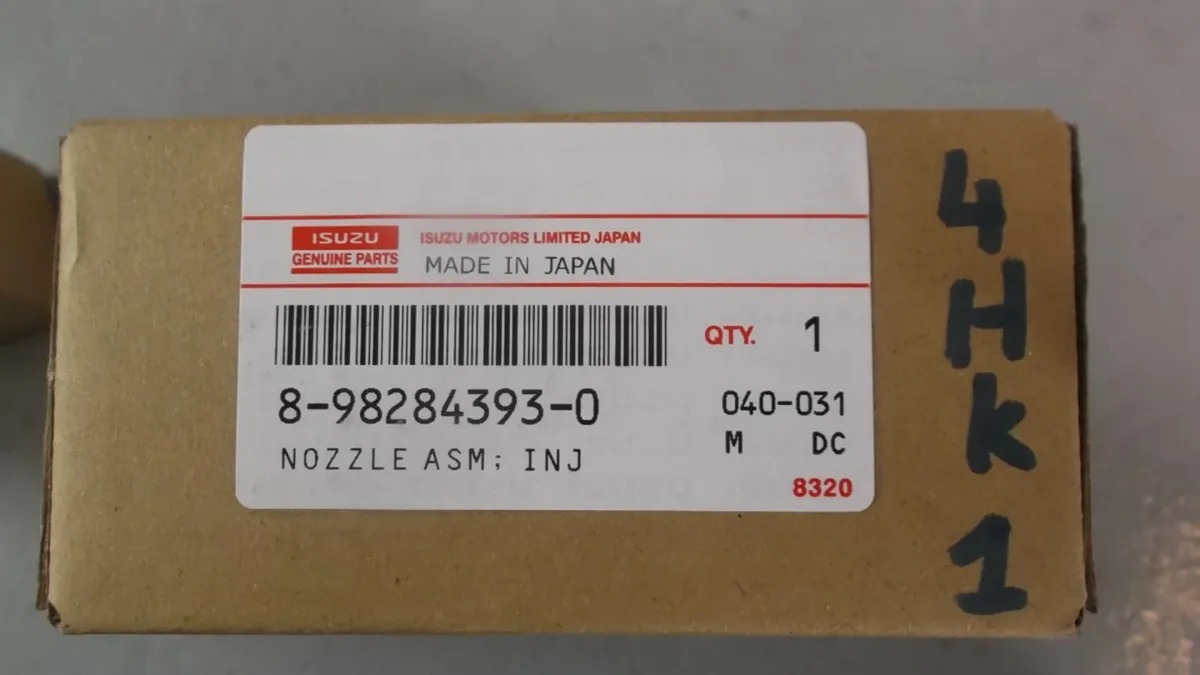 ISUZU
GENUINE PARTS
ISUZU MOTORS LIMITED JAPAN
MADE IN JAPAN
QTY. 1
8-98284393-0
040-031
NOZZLE ASM; INJ
M DC
8320
4HK1